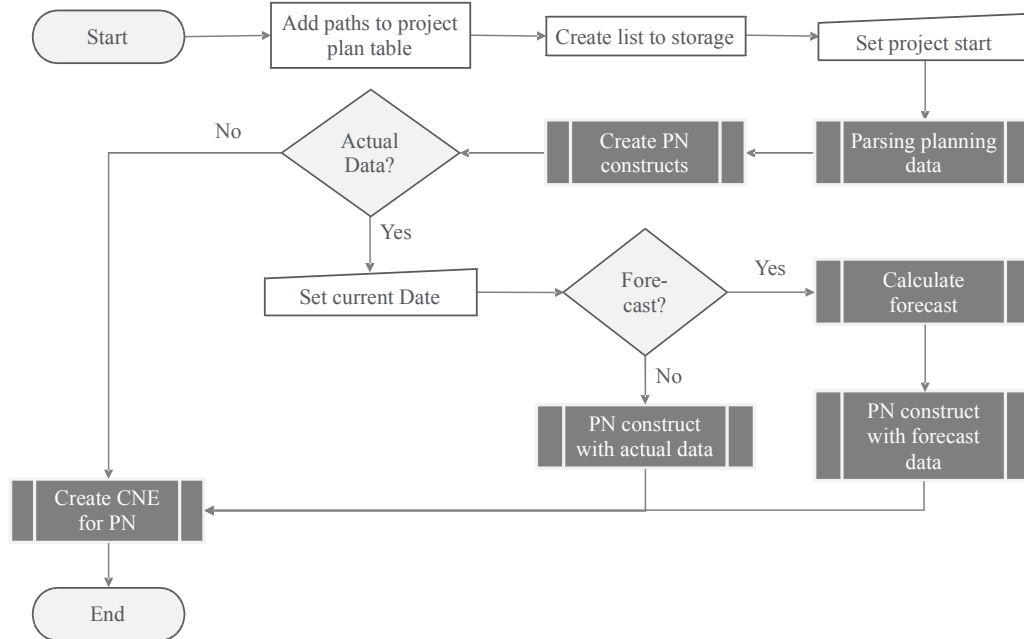 Start
Add paths to project
plan table
Create list to storage
Set project start
No
Actual
Data?
Create PN
constructs
Parsing planning
data
Yes
Set current Date
Fore-
cast?
Yes
Calculate
forecast
No
PN construct
with actual data
PN construct
with forecast
data
Create CNE
for PN
End